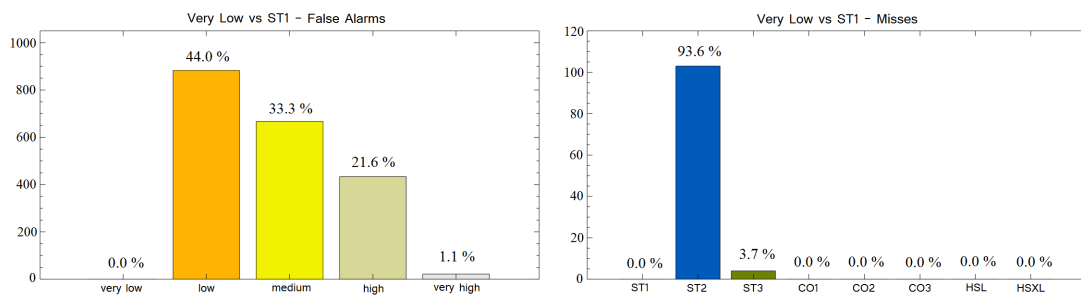 Very Low vs ST1 - False Alarms
1000
800
600
400
200
0
0.0 %
44.0 %
33.3 %
21.6 %
1.1 %
very low
low
medium
high
very high
Very Low vs ST1 - Misses
120
100
80
60
40
20
0
0.0 %
93.6 %
3.7 %
0.0 %
0.0 %
0.0 %
0.0 %
0.0 %
ST1
ST2
ST3
CO1
CO2
CO3
HSL
HSXL